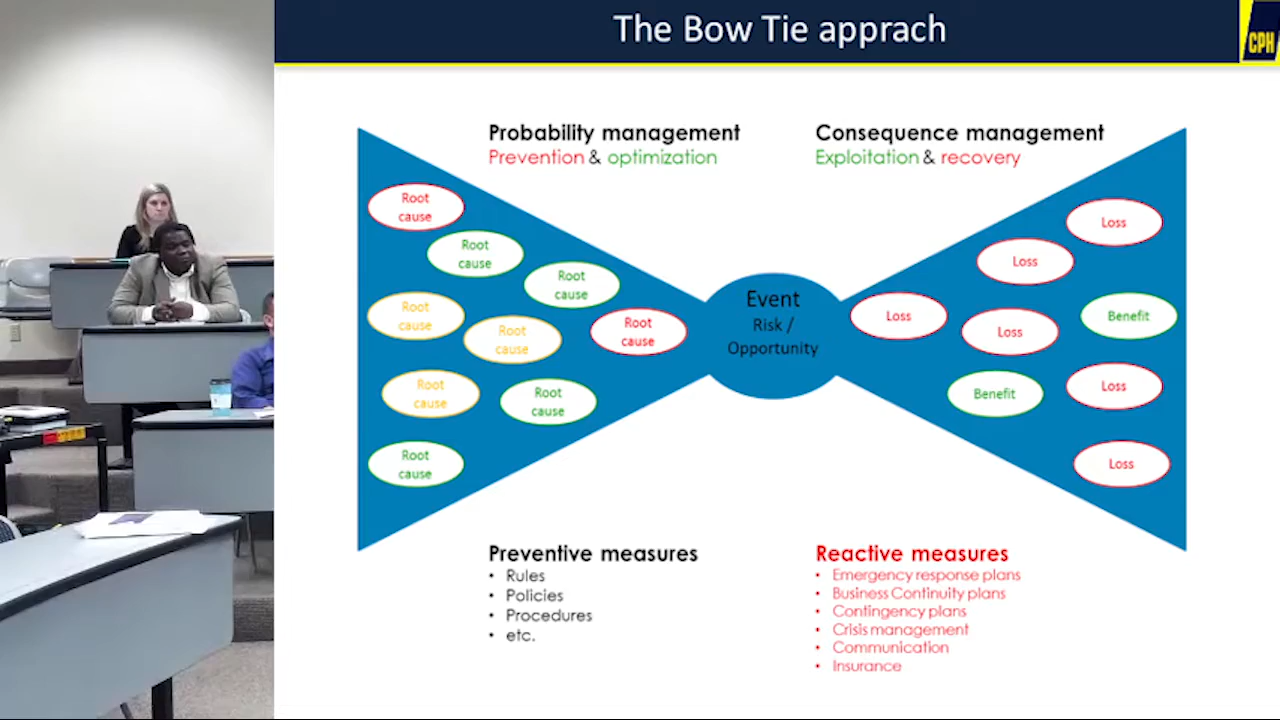 The Bow Tie apprach
CPH
Probability management
Prevention & optimization
Consequence management
Exploitation & recovery
Root
cause
Root
cause
Root
cause
Root
cause
Root
cause
Root
cause
Root
cause
Root
cause
Root
cause
Event
Risk /
Opportunity
Loss
Loss
Loss
Loss
Benefit
Benefit
Loss
Loss
Preventive measures
• Rules
• Policies
• Procedures
• etc.
Reactive measures
• Emergency response plans
• Business Continuity plans
• Contingency plans
• Crisis management
• Communication
• Insurance